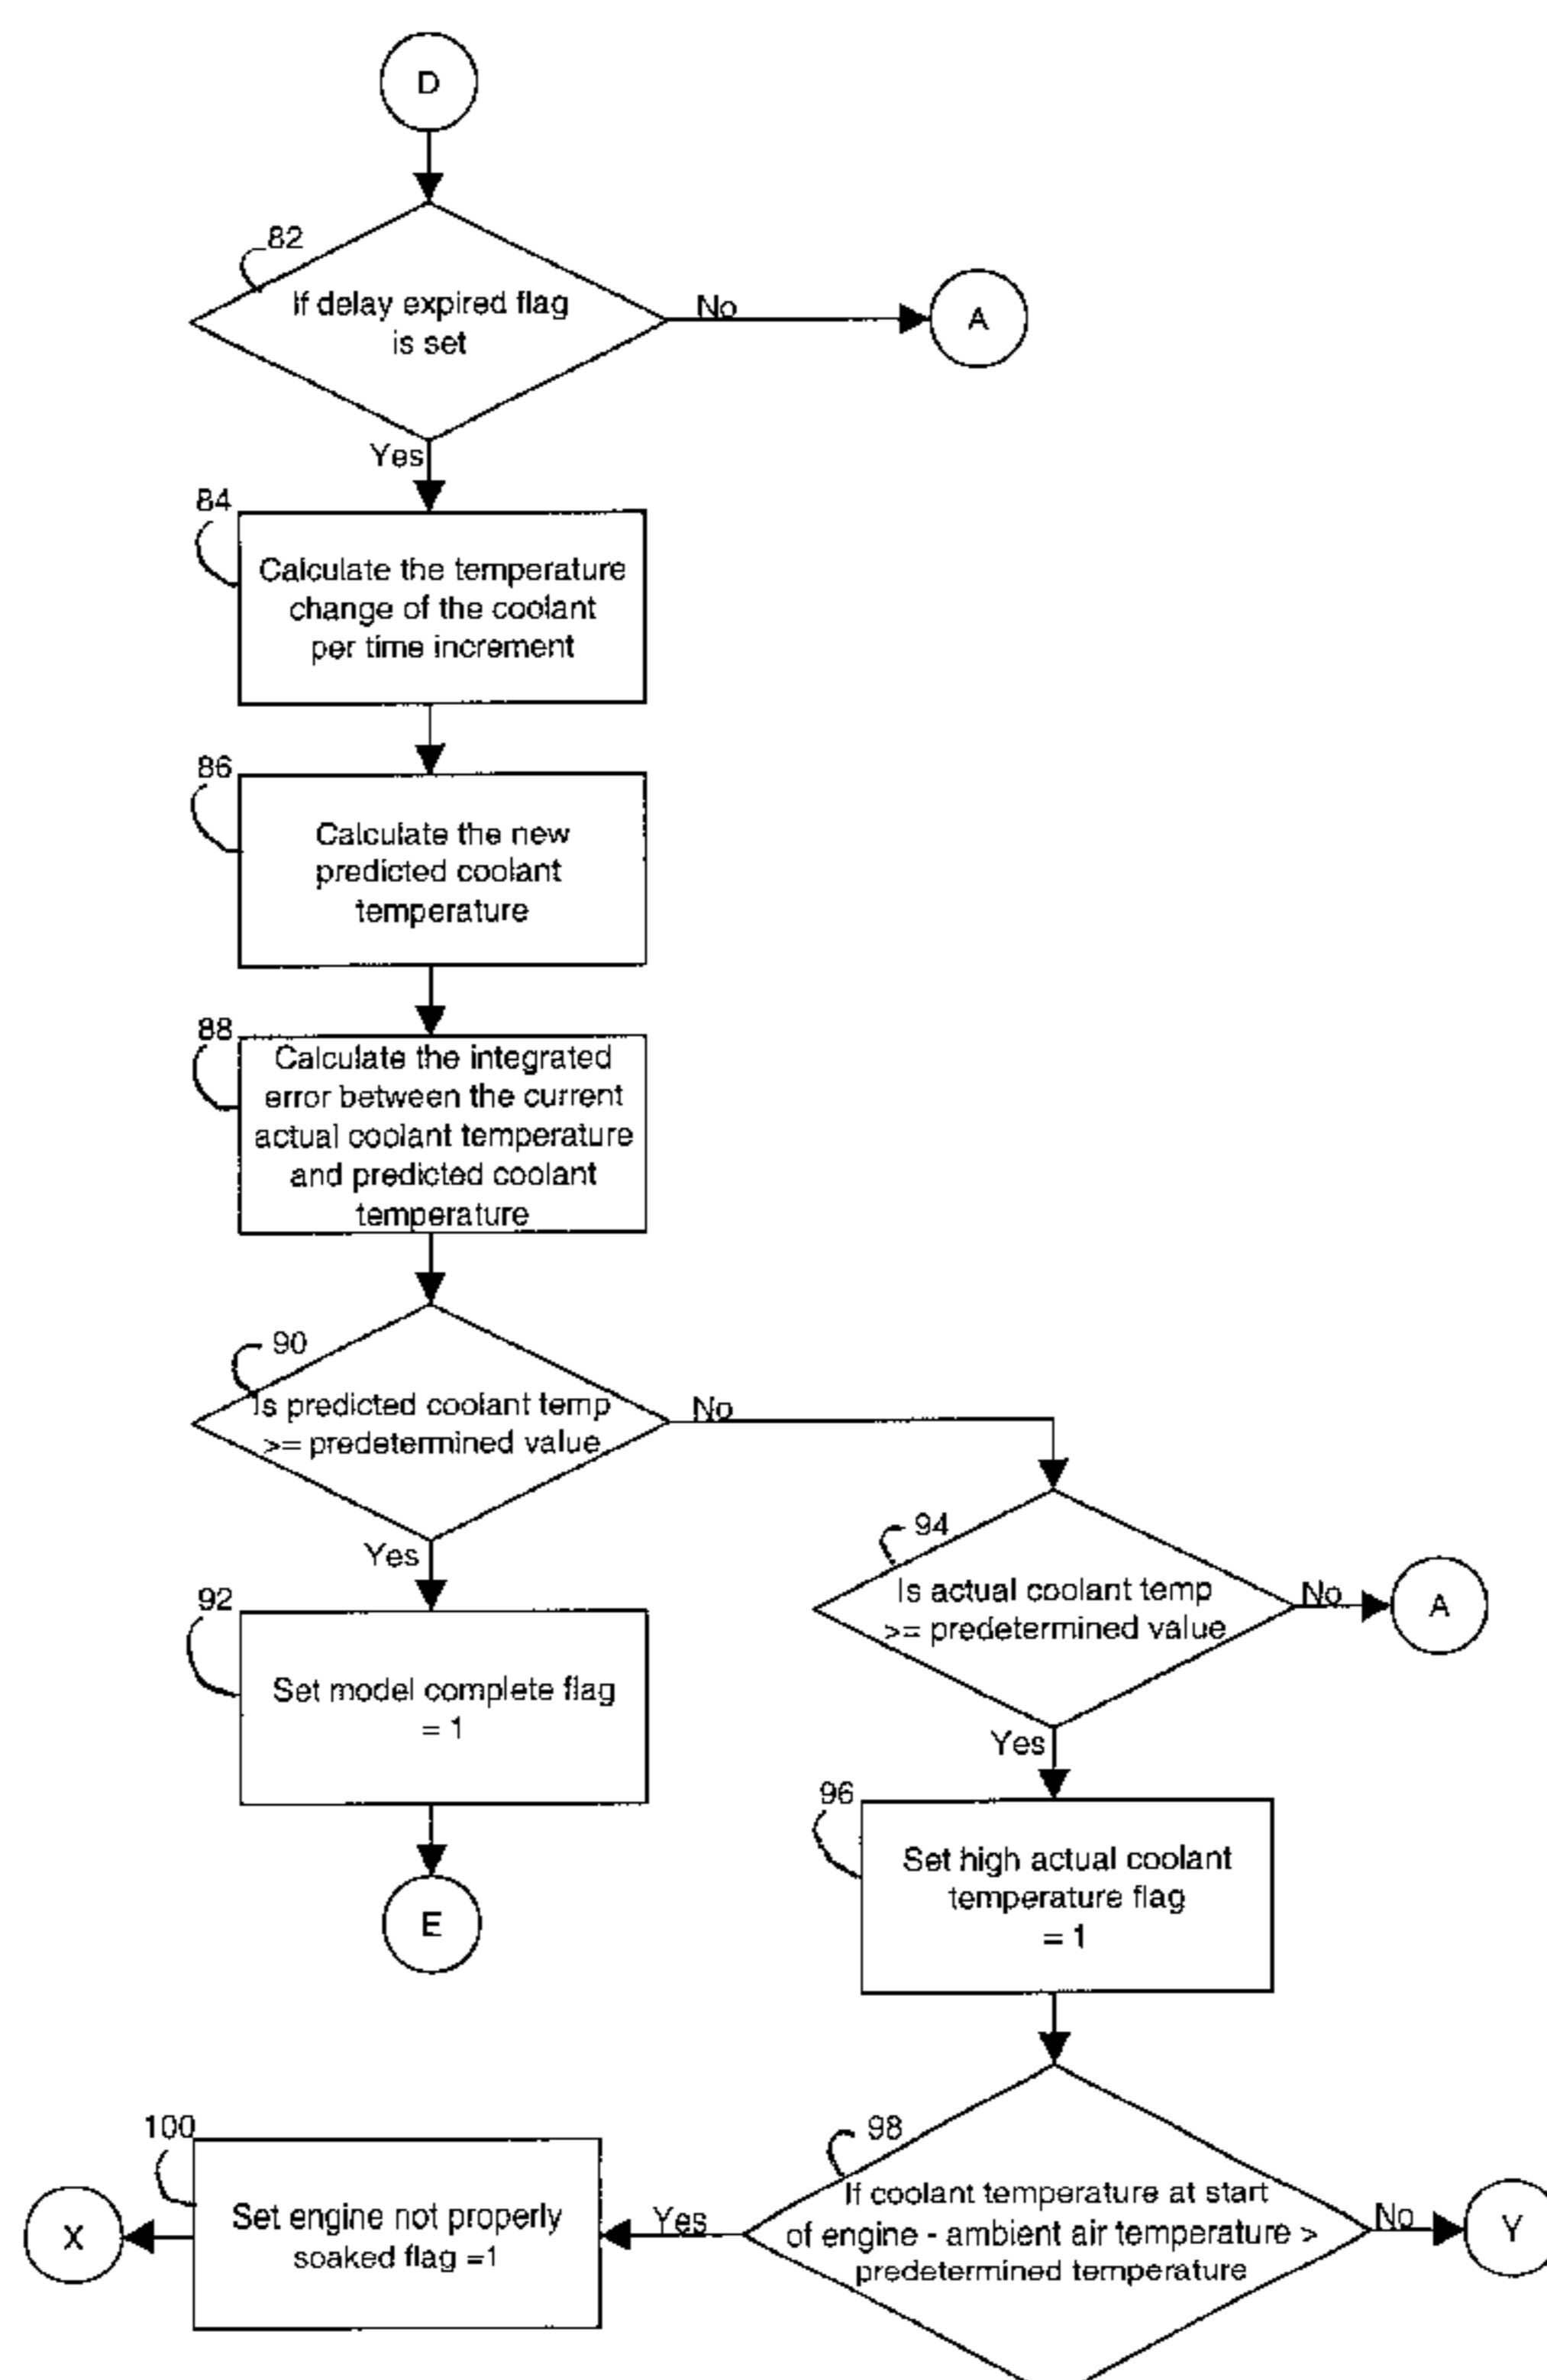 D
82
If delay expired flag
is set
No
A
Yes
84
Calculate the temperature
change of the coolant
per time increment
86
Calculate the new
predicted coolant
temperature
88
Calculate the integrated
error between the current
actual coolant temperature
and predicted coolant
temperature
90
Is predicted coolant temp
>= predetermined value
No
Yes
94
Is actual coolant temp
>= predetermined value
No
A
92
Set model complete flag
= 1
E
Yes
96
Set high actual coolant
temperature flag
= 1
98
If coolant temperature at start
of engine - ambient air temperature >
predetermined temperature
No
Y
Yes
100
Set engine not properly
soaked flag =1
X